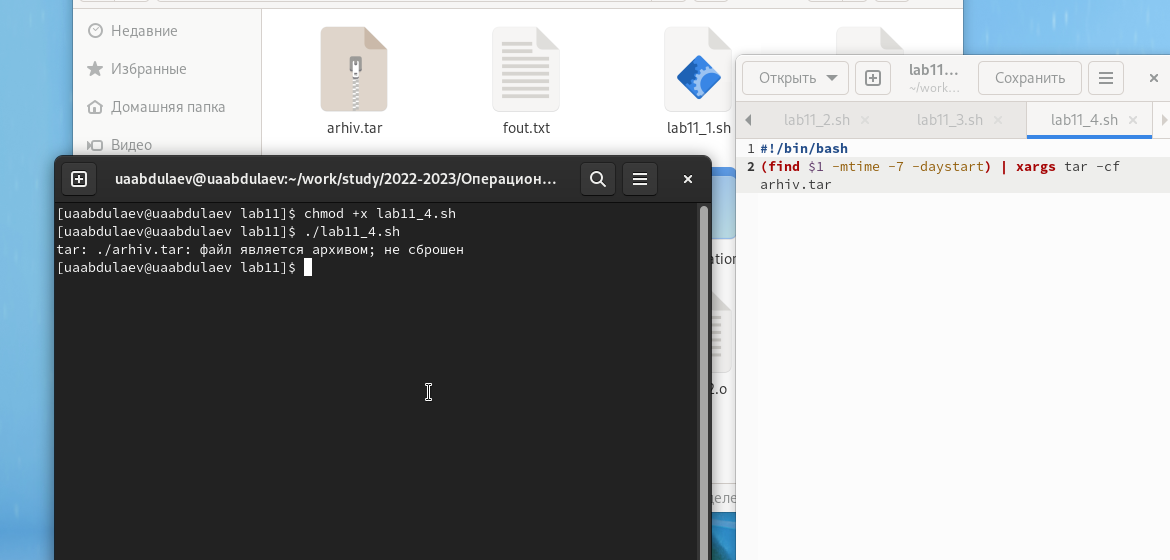 Недавние
Избранные
Домашняя папка
Видео
arhiv.tar
fout.txt
lab11_1.sh
Открыть
lab11...
~/work...
Сохранить
lab11_2.sh
lab11_3.sh
lab11_4.sh
1 #!/bin/bash
2 (find $1 -mtime -7 -daystart) | xargs tar -cf
arhiv.tar
uaabdulaev@uaabdulaev:~/work/study/2022-2023/Операцион...
[uaabdulaev@uaabdulaev lab11]$ chmod +x lab11_4.sh
[uaabdulaev@uaabdulaev lab11]$ ./lab11_4.sh
tar: ./arhiv.tar: файл является архивом; не сброшен
[uaabdulaev@uaabdulaev lab11]$
2.o